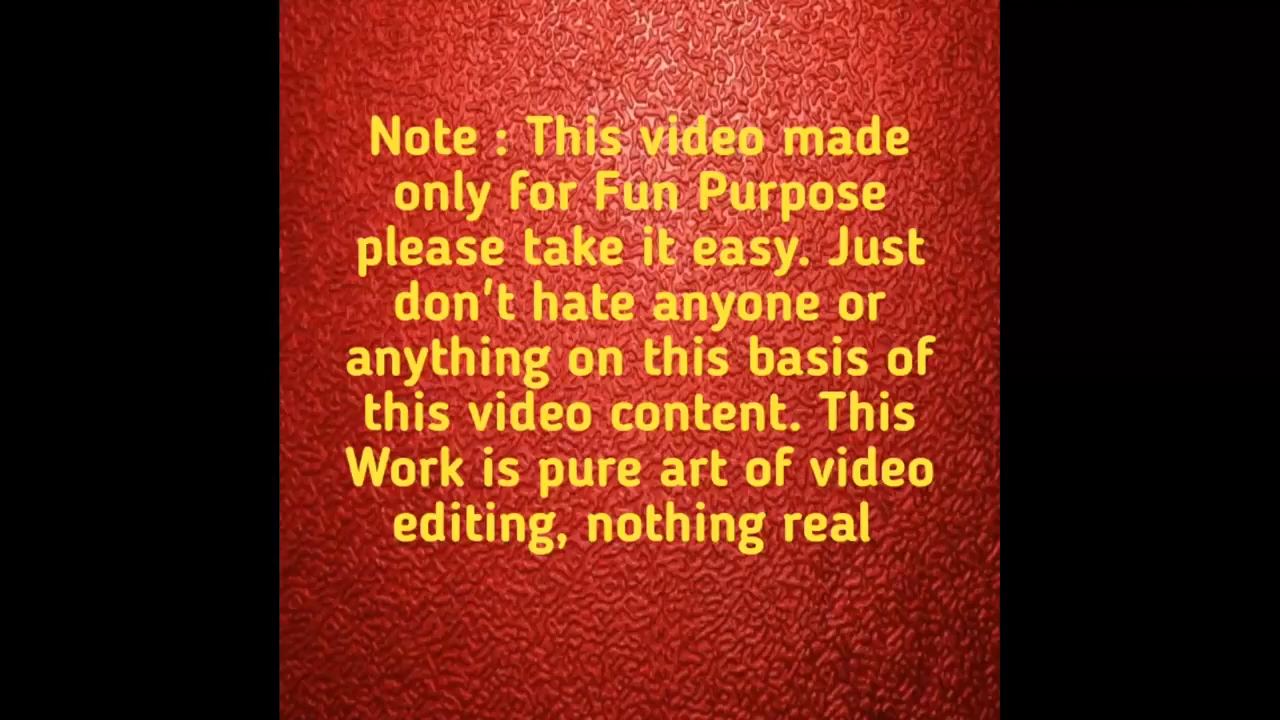 Note : This video made
only for Fun Purpose
please take it easy. Just
don't hate anyone or
anything on this basis of
this video content. This
Work is pure art of video
editing, nothing real